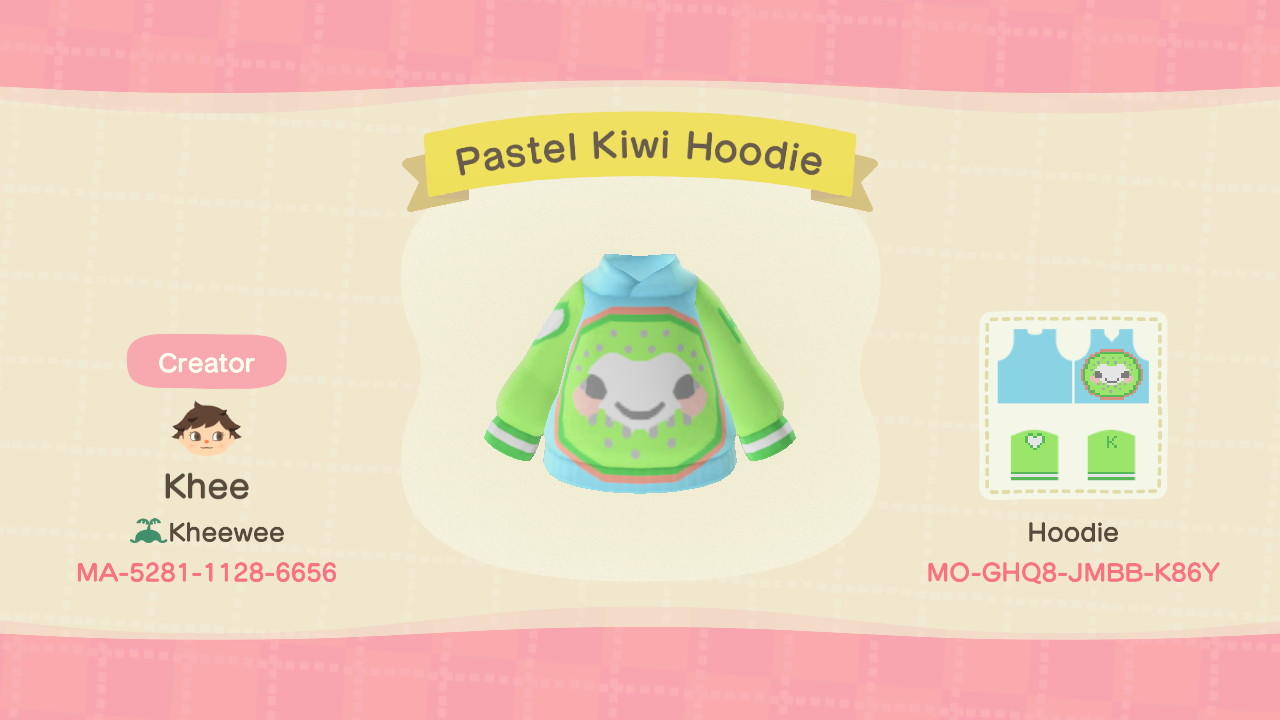 Pastel Kiwi Hoodie
Creator
Khee
Kheewee
MA-5281-1128-6656
K
Hoodie
MO-GHQ8-JMBB-K86Y